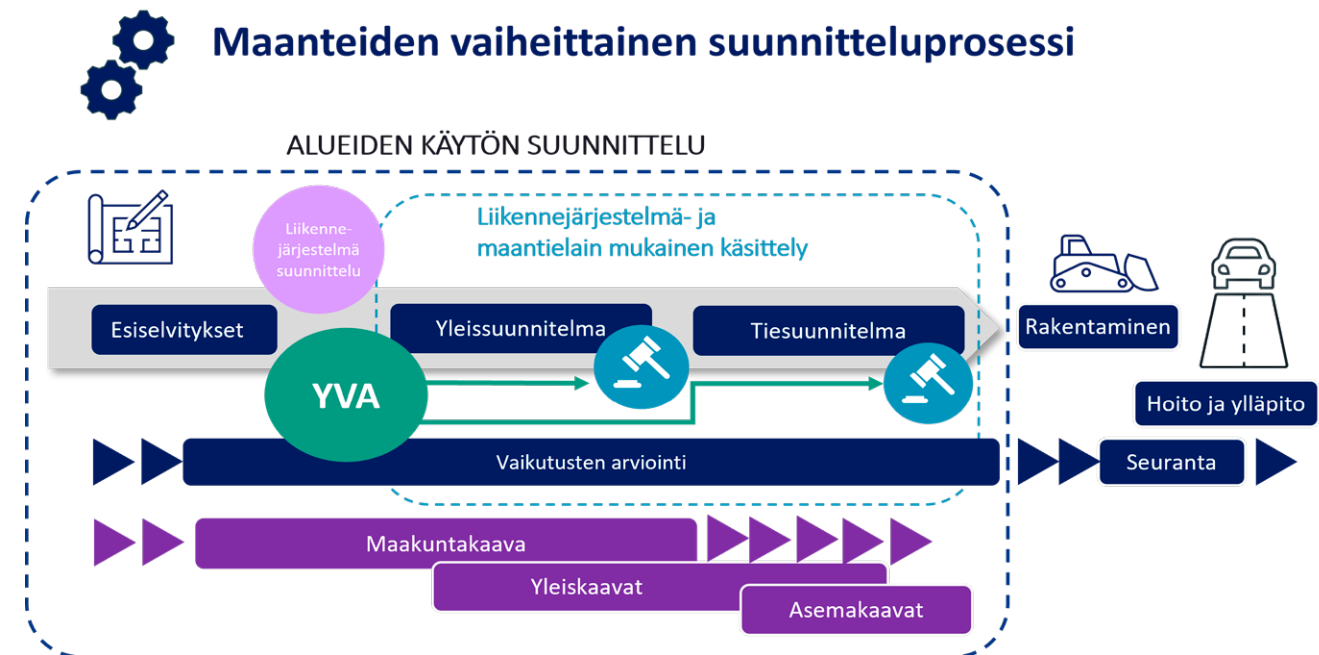 Maanteiden vaiheittainen suunnitteluprosessi
ALUEIDEN KÄYTÖN SUUNNITTELU
Liikenne-
järjestelmä
suunnittelu
Liikennejärjestelmä- ja
maantielain mukainen käsittely
Esiselvitykset
Yleissuunnitelma
Tiesuunnitelma
Rakentaminen
YVA
Hoito ja ylläpito
Vaikutusten arviointi
Seuranta
Maakuntakaava
Yleiskaavat
Asemakaavat